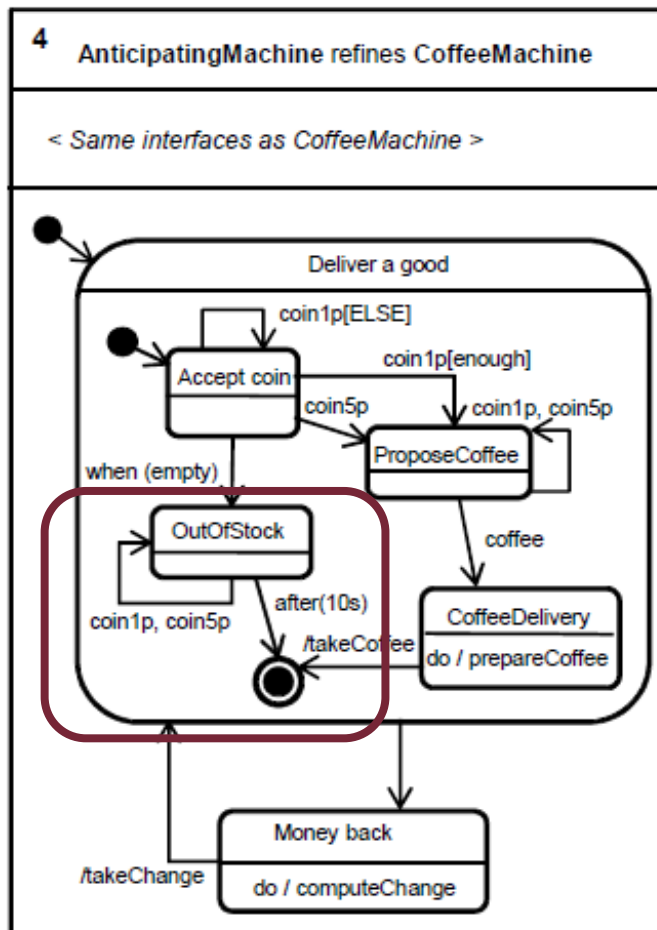 4
AnticipatingMachine refines CoffeeMachine
< Same interfaces as CoffeeMachine >
Deliver a good
coin1p[ELSE]
coin1p[enough]
Accept coin
coin5p
coin1p, coin5p
ProposeCoffee
when (empty)
OutOfStock
coffee
after(10s)
coin1p, coin5p
CoffeeDelivery
/takeCoffee
do / prepareCoffee
Money back
/takeChange
do / computeChange